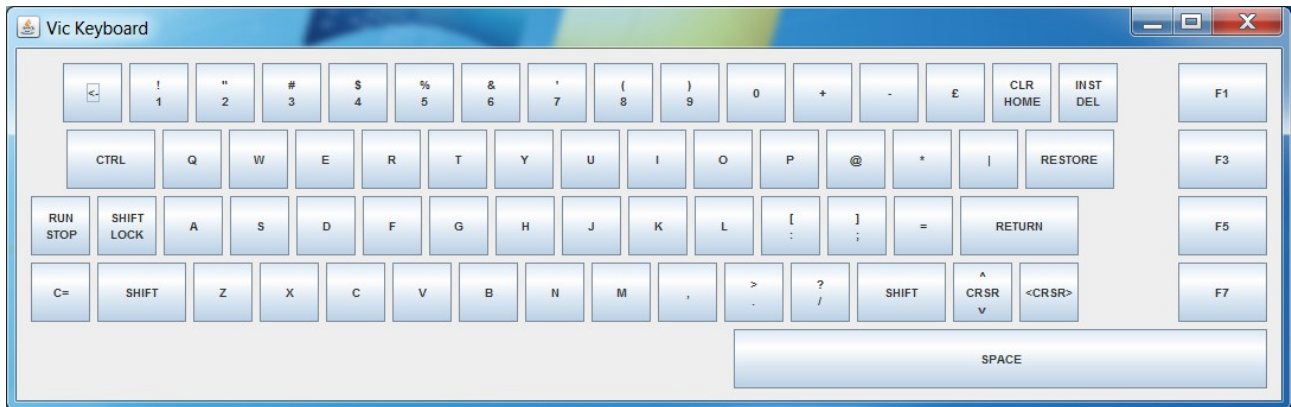 Vic Keyboard
<- ! 1 " 2 # 3 $ 4 % 5 & 6 ' 7 ( 8 ) 9 0 + - £ CLR HOME INST DEL F1
CTRL Q W E R T Y U I O P @ * | RESTORE F3
RUN STOP SHIFT LOCK A S D F G H J K L [ : ] ; = RETURN F5
C= SHIFT Z X C V B N M , > . ? / SHIFT ^ CRSR v <CRSR> F7
SPACE